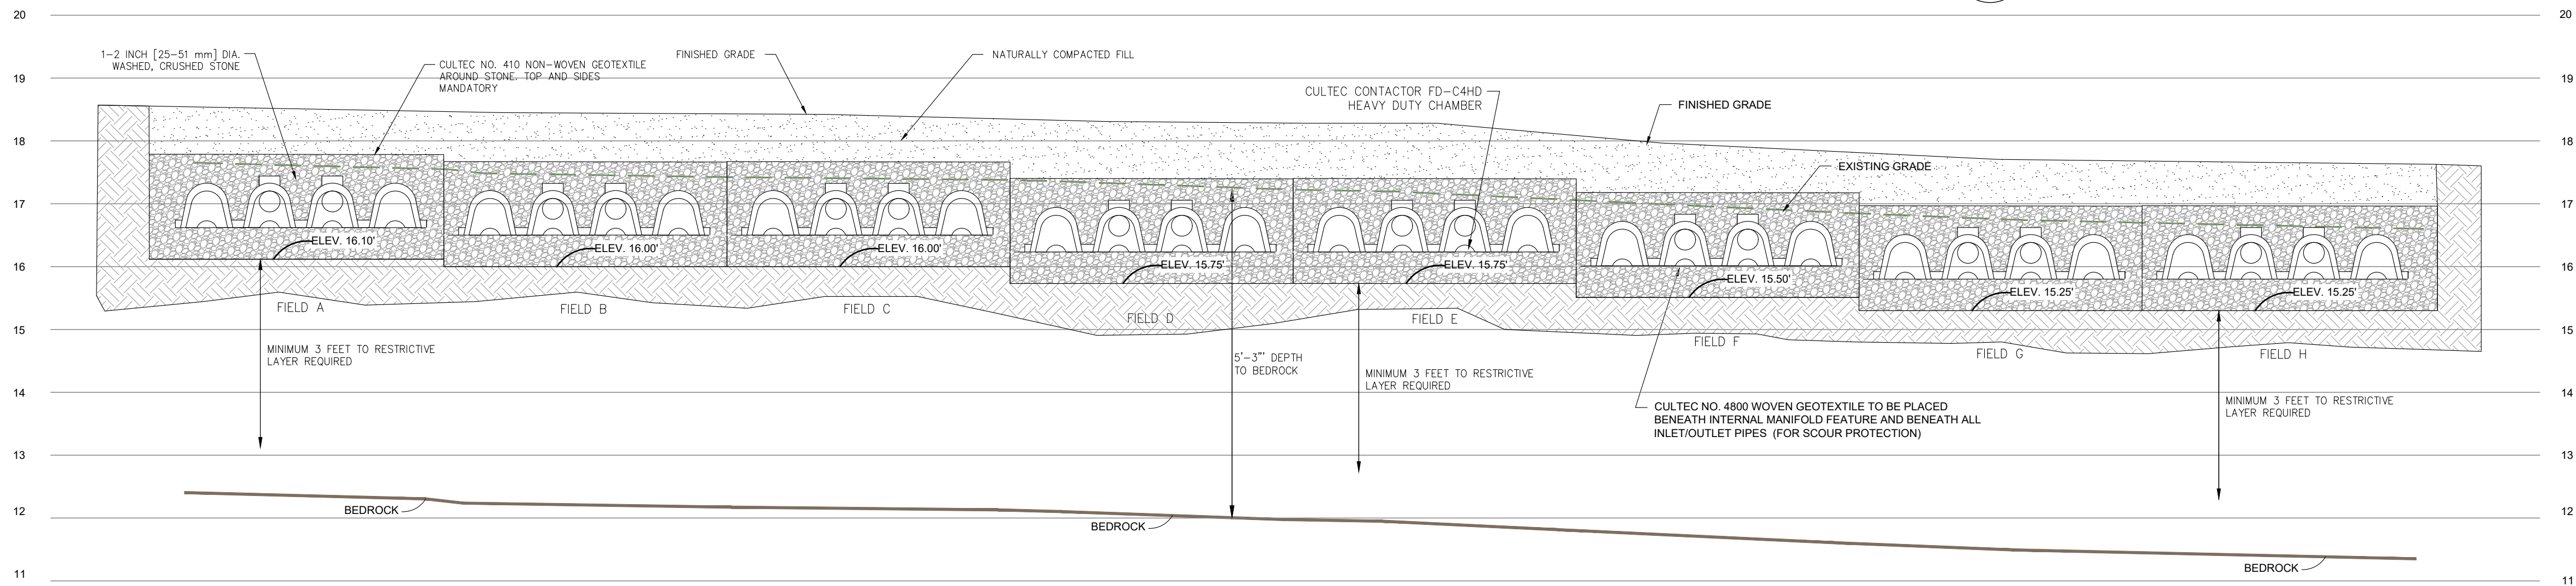 20
20
1-2 INCH [25-51 mm] DIA.
WASHED, CRUSHED STONE
CULTEC NO. 410 NON-WOVEN GEOTEXTILE
AROUND STONE. TOP AND SIDES
MANDATORY
FINISHED GRADE
NATURALLY COMPACTED FILL
19
19
CULTEC CONTACTOR FD-C4HD
HEAVY DUTY CHAMBER
FINISHED GRADE
18
18
EXISTING GRADE
17
17
ELEV. 16.10'
ELEV. 16.00'
ELEV. 16.00'
ELEV. 15.75'
ELEV. 15.75'
ELEV. 15.50'
ELEV. 15.25'
ELEV. 15.25'
16
16
FIELD A
FIELD B
FIELD C
FIELD D
FIELD E
FIELD F
FIELD G
FIELD H
15
15
MINIMUM 3 FEET TO RESTRICTIVE
LAYER REQUIRED
5'-3"' DEPTH
TO BEDROCK
MINIMUM 3 FEET TO RESTRICTIVE
LAYER REQUIRED
14
14
CULTEC NO. 4800 WOVEN GEOTEXTILE TO BE PLACED
BENEATH INTERNAL MANIFOLD FEATURE AND BENEATH ALL
INLET/OUTLET PIPES (FOR SCOUR PROTECTION)
MINIMUM 3 FEET TO RESTRICTIVE
LAYER REQUIRED
13
13
BEDROCK
12
12
BEDROCK
BEDROCK
11
11